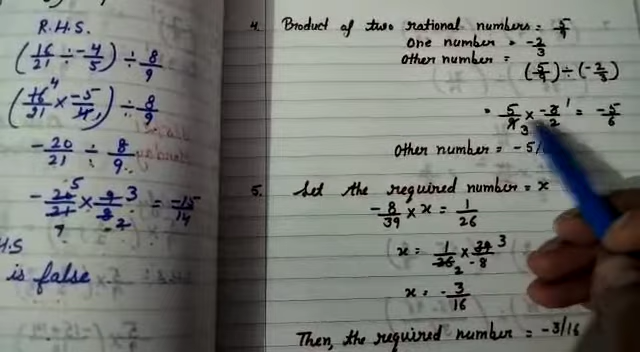 R.H.S.
(16/21 ÷ -4/5) ÷ 8/9
(16/21 × -5/4) ÷ 8/9
-20/21 ÷ 8/9
-20/21 × 9/8 = -15/14
is false
4. Product of two rational numbers = 5/9
One number = -2/3
Other number =
(5/9) ÷ (-2/3)
5/9 × -3/2 = -5/6
Other number = -5/
5. Let the required number = x
-8/39 × x = 1/26
x = 1/26 × 39/-8
x = -3/16
Then, the required number = -3/16